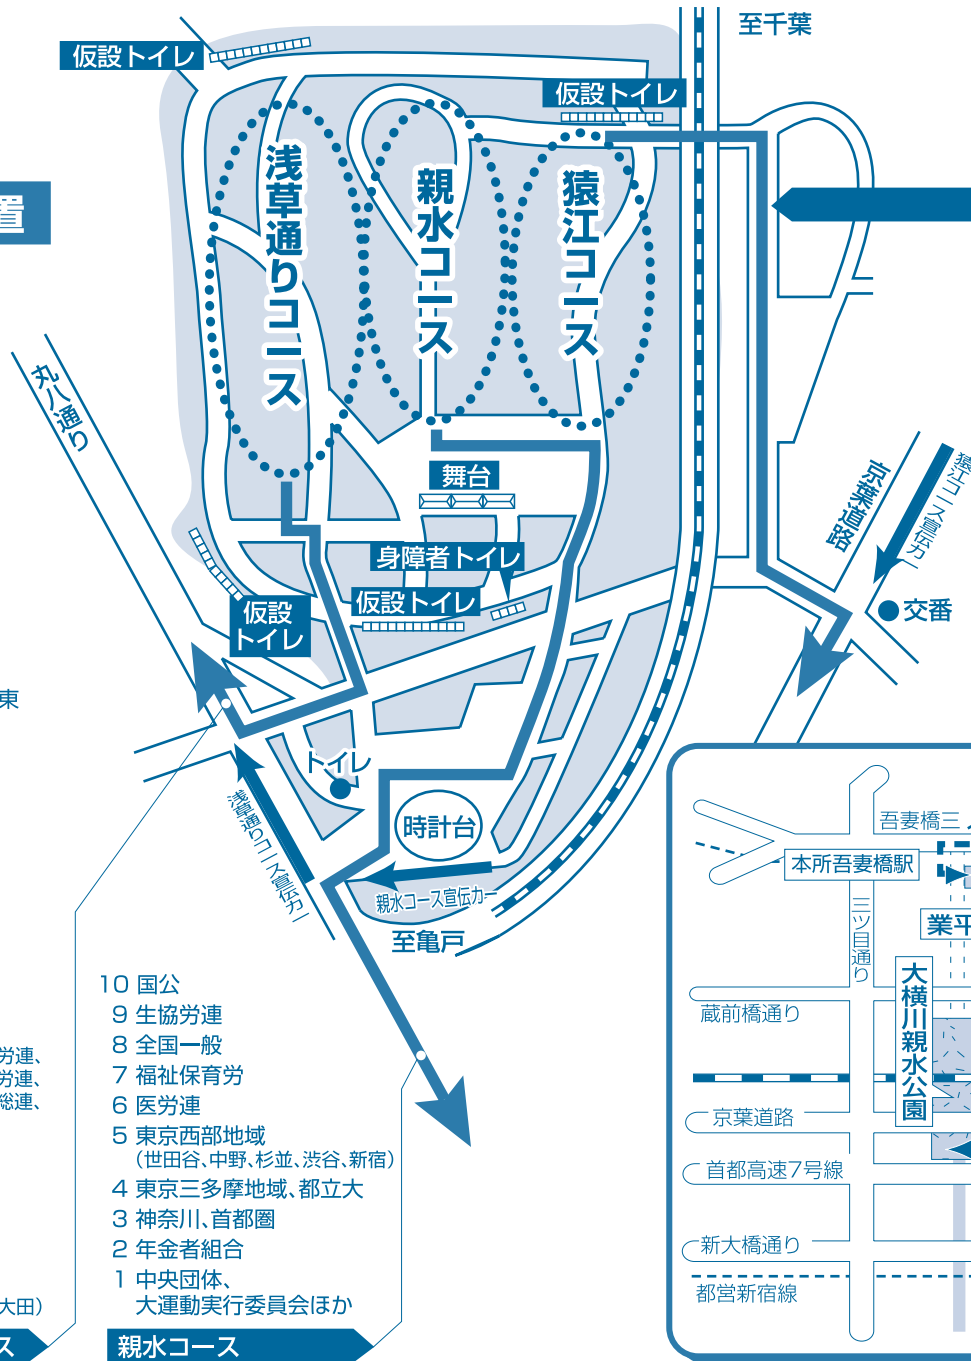 至千葉
仮設トイレ
仮設トイレ
置
浅草通りコース
親水コース
猿江コース
丸八通り
京葉道路
猿江コース宣伝カー
舞台
身障者トイレ
仮設トイレ
仮設
トイレ
交番
東
トイレ
浅草通りコース宣伝カー
時計台
親水コース宣伝カー
至亀戸
吾妻橋三
本所吾妻橋駅
三ツ目通り
業平
大横川親水公園
蔵前橋通り
京葉道路
首都高速7号線
新大橋通り
都営新宿線
10 国公
9 生協労連
8 全国一般
7 福祉保育労
6 医労連
5 東京西部地域
(世田谷、中野、杉並、渋谷、新宿)
4 東京三多摩地域、都立大
3 神奈川、首都圏
2 年金者組合
1 中央団体、
大運動実行委員会ほか
親水コース
労連、
労連、
総連、
大田)
ス